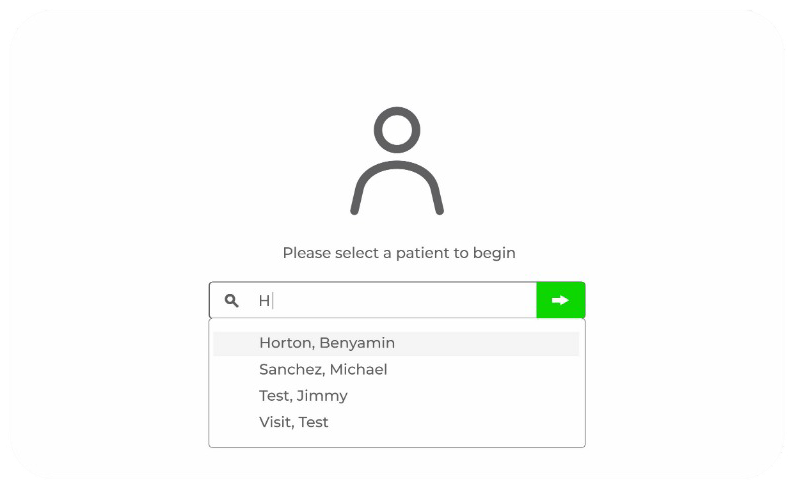 Please select a patient to begin
H
Horton, Benyamin
Sanchez, Michael
Test, Jimmy
Visit, Test